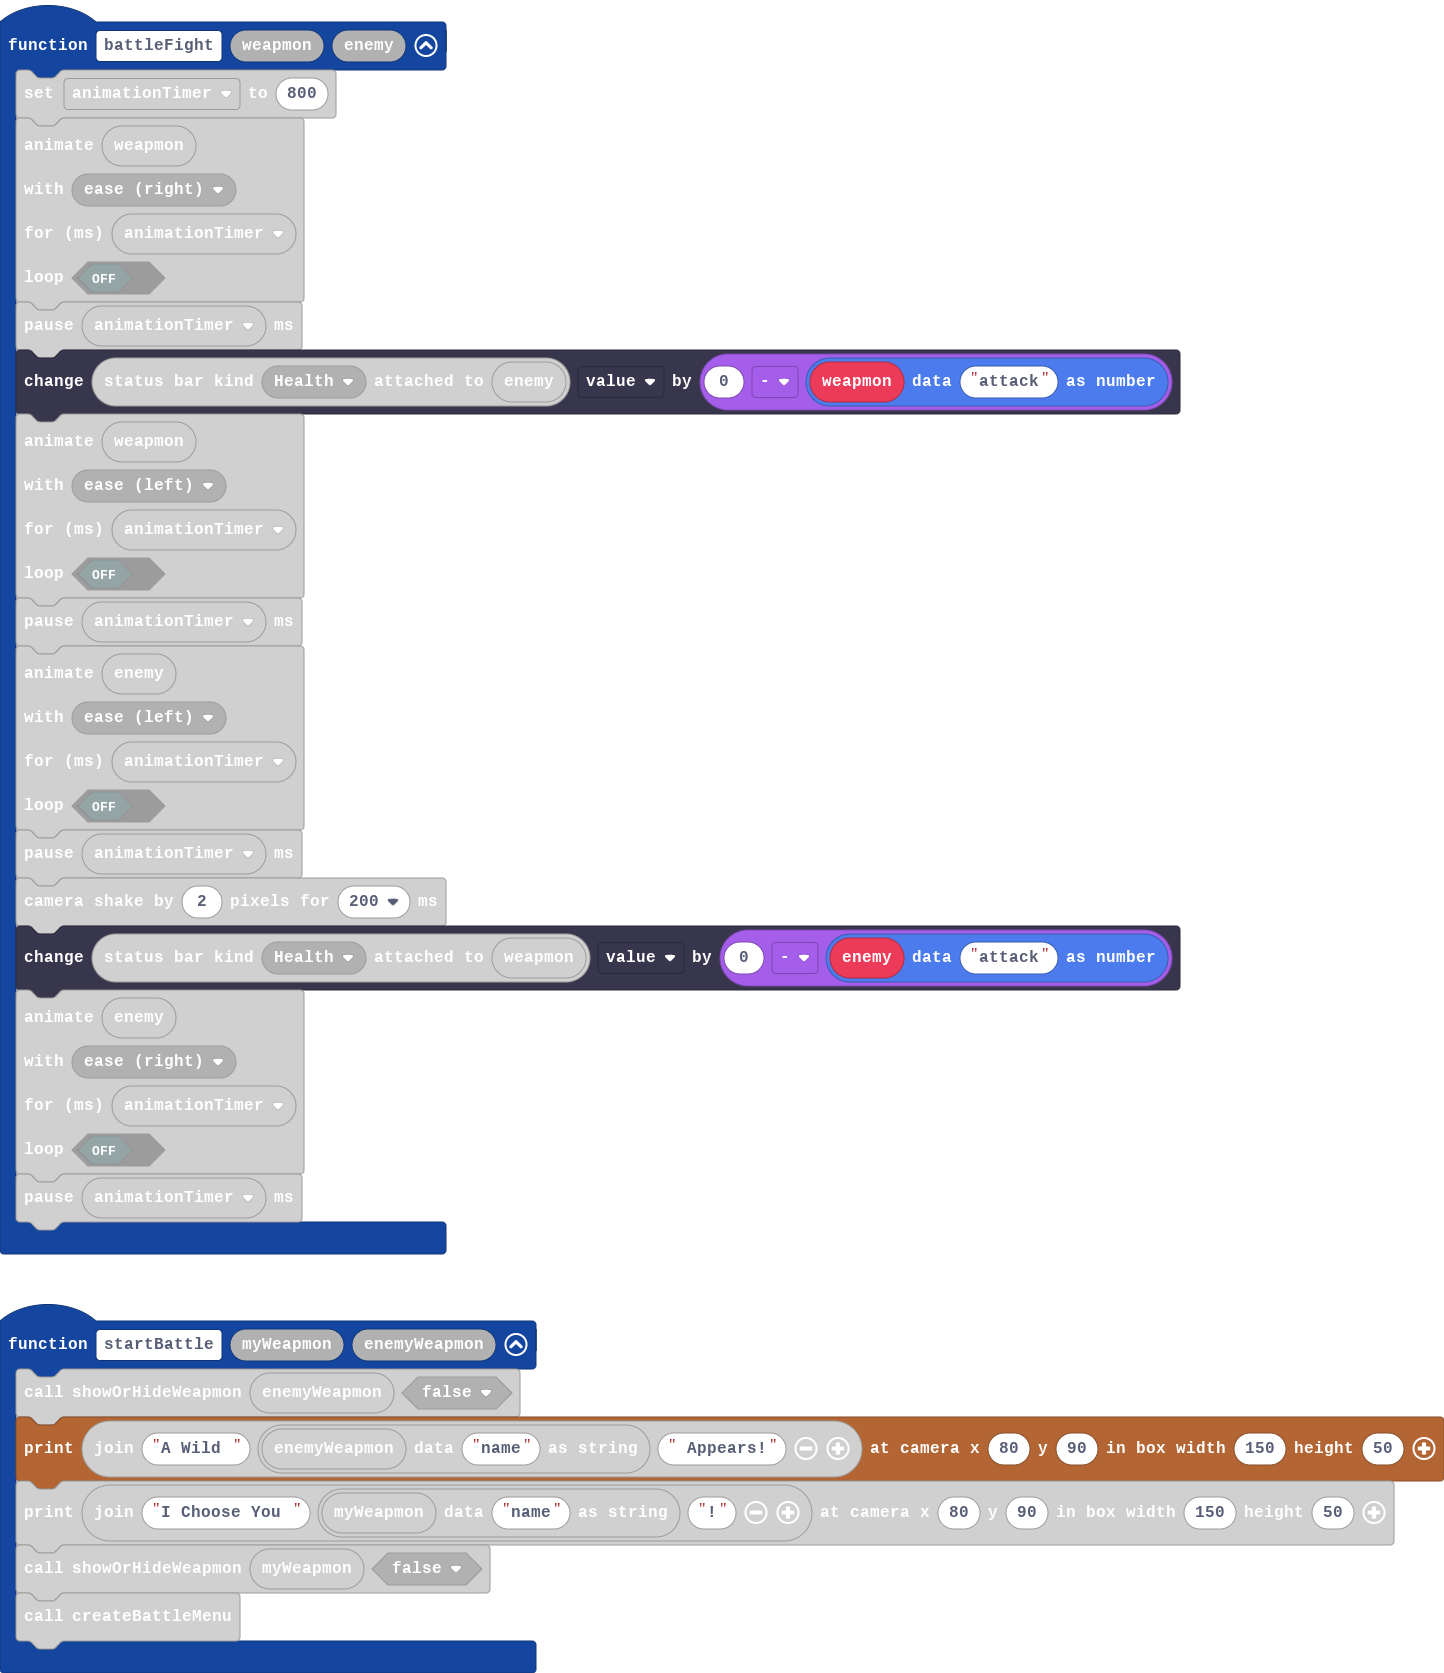 function battleFight weapmon enemy
set animationTimer to 800
animate weapmon
with ease (right)
for (ms) animationTimer
loop OFF
pause animationTimer ms
change status bar kind Health attached to enemy value by 0 - weapmon data "attack" as number
animate weapmon
with ease (left)
for (ms) animationTimer
loop OFF
pause animationTimer ms
animate enemy
with ease (left)
for (ms) animationTimer
loop OFF
pause animationTimer ms
camera shake by 2 pixels for 200 ms
change status bar kind Health attached to weapmon value by 0 - enemy data "attack" as number
animate enemy
with ease (right)
for (ms) animationTimer
loop OFF
pause animationTimer ms
function startBattle myWeapmon enemyWeapmon
call showOrHideWeapmon enemyWeapmon false
print join "A Wild " enemyWeapmon data "name" as string " Appears!" at camera x 80 y 90 in box width 150 height 50
print join "I Choose You " myWeapmon data "name" as string "!" at camera x 80 y 90 in box width 150 height 50
call showOrHideWeapmon myWeapmon false
call createBattleMenu